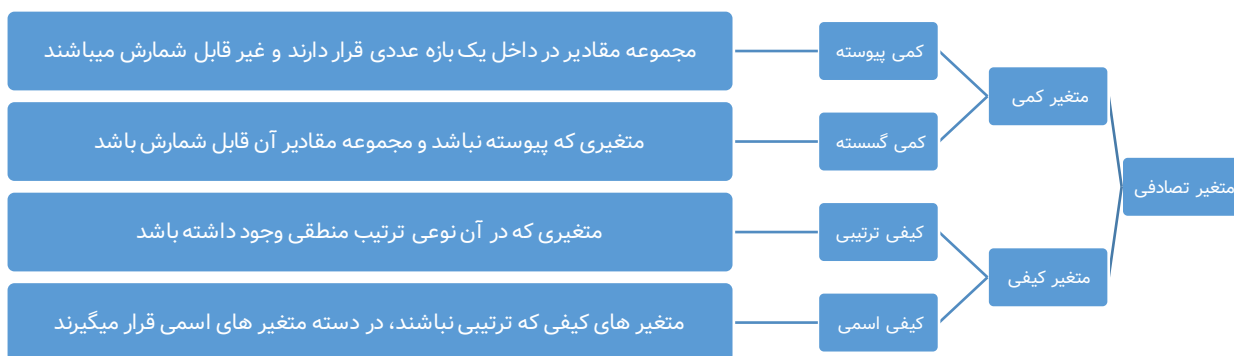 متغیر تصادفی
متغیر کمی
کمی پیوسته
مجموعه مقادیر در داخل یک بازه عددی قرار دارند و غیر قابل شمارش میباشند
کمی گسسته
متغیری که پیوسته نباشد و مجموعه مقادیر آن قابل شمارش باشد
متغیر کیفی
کیفی ترتیبی
متغیری که در آن نوعی ترتیب منطقی وجود داشته باشد
کیفی اسمی
متغیر های کیفی که ترتیبی نباشند، در دسته متغیر های اسمی قرار میگیرند